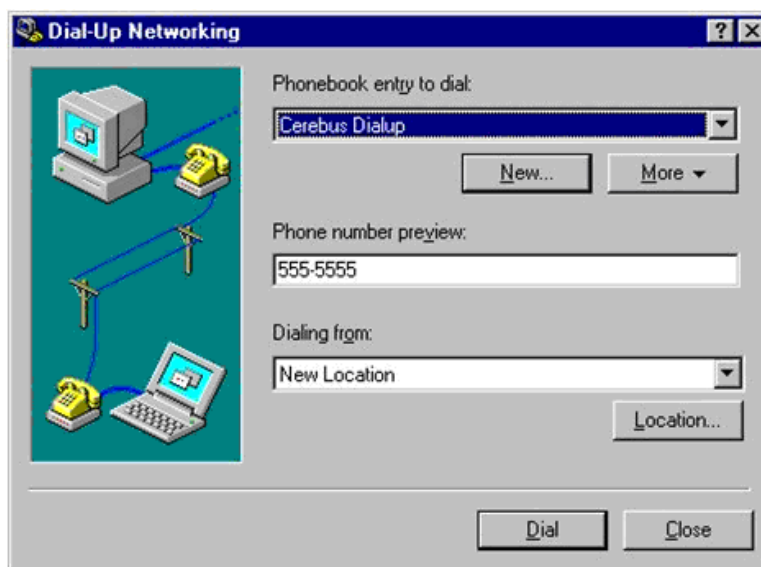 Dial-Up Networking
Phonebook entry to dial:
Cerebus Dialup
New...
More
Phone number preview:
555-5555
Dialing from:
New Location
Location...
Dial
Close